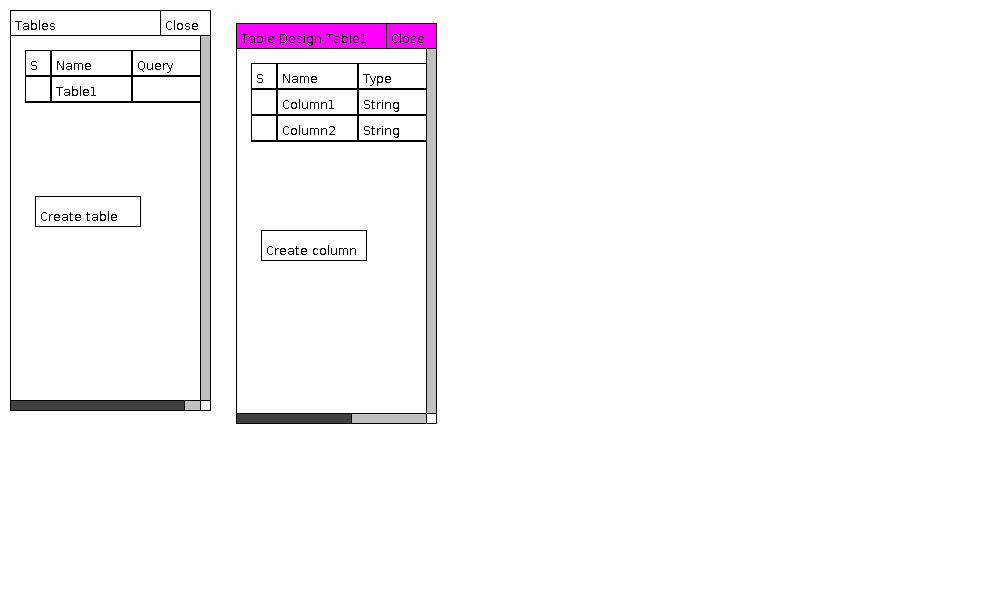 Tables Close
S Name Query
Table1
Create table
Table Design Table1 Close
S Name Type
Column1 String
Column2 String
Create column